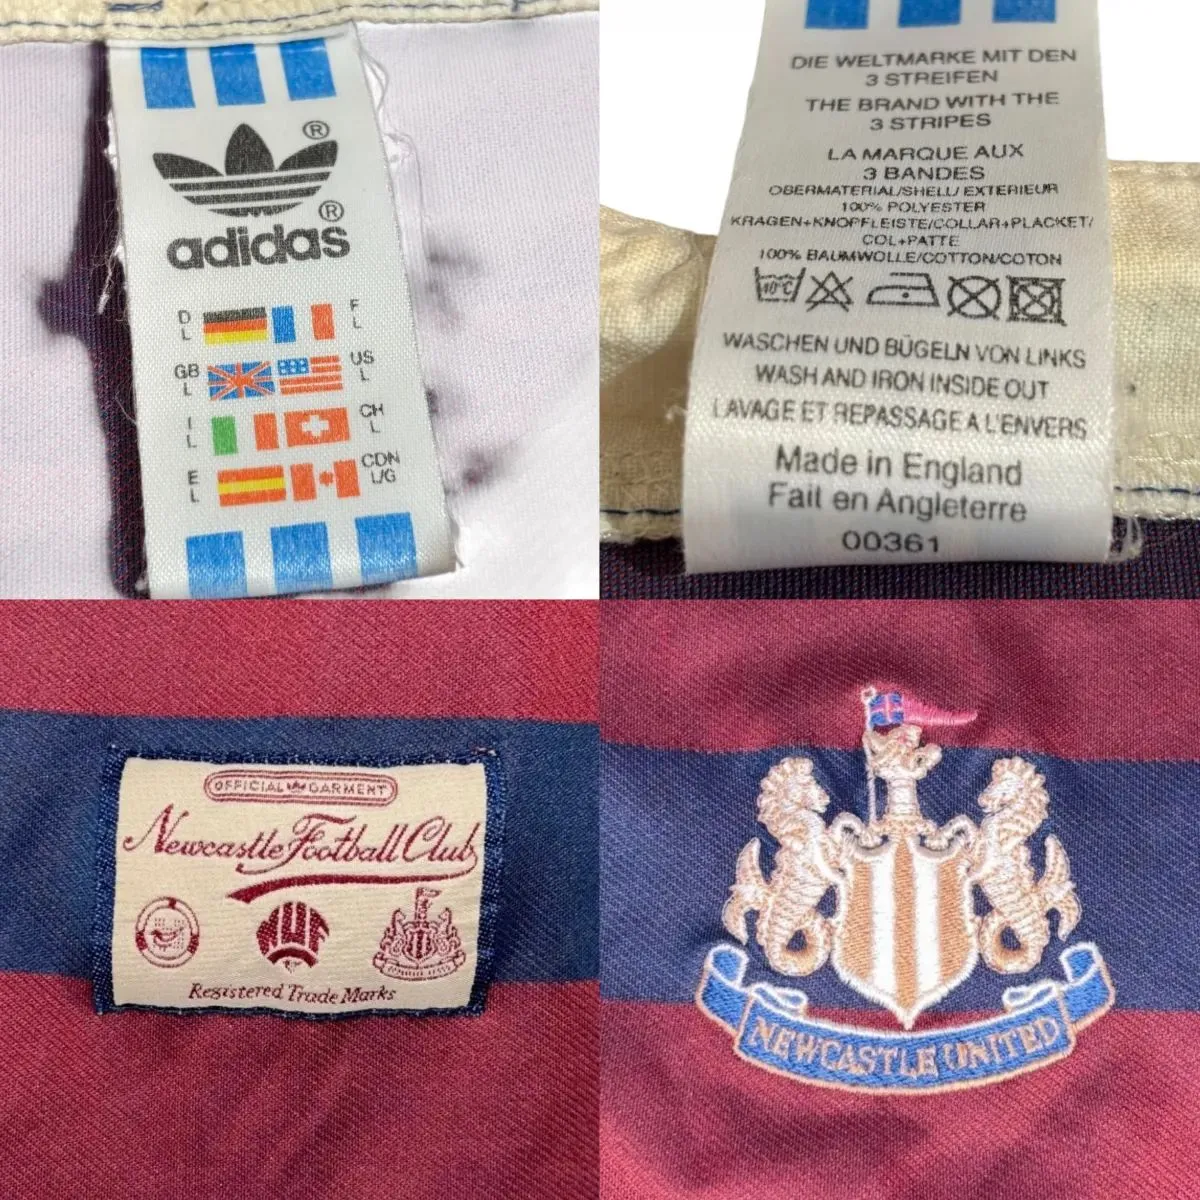 ®
®
adidas
D
L
F
L
GB
L
US
L
I
L
CH
L
E
L
CDN
L/G
DIE WELTMARKE MIT DEN
3 STREIFEN
THE BRAND WITH THE
3 STRIPES
LA MARQUE AUX
3 BANDES
OBERMATERIAL/SHELL/EXTERIEUR
100% POLYESTER
KRAGEN+KNOPFLEISTE/COLLAR+PLACKET/
COL+PATTE
100% BAUMWOLLE/COTTON/COTON
40°C
WASCHEN UND BÜGELN VON LINKS
WASH AND IRON INSIDE OUT
LAVAGE ET REPASSAGE A L'ENVERS
Made in England
Fait en Angleterre
00361
OFFICIAL GARMENT
Newcastle Football Club
NUF
Registered Trade Marks
NEWCASTLE UNITED